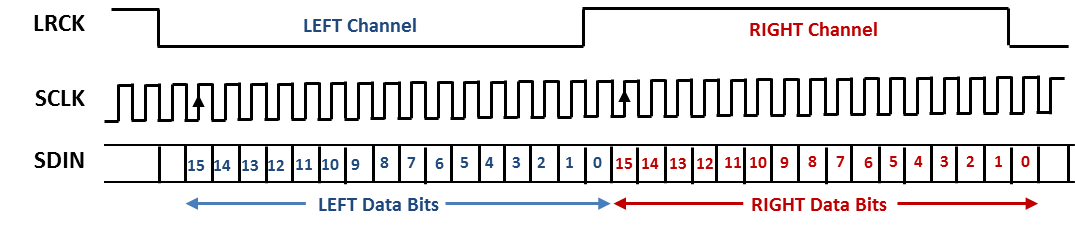 LRCK LEFT Channel RIGHT Channel
SCLK
SDIN 15 14 13 12 11 10 9 8 7 6 5 4 3 2 1 0 15 14 13 12 11 10 9 8 7 6 5 4 3 2 1 0
LEFT Data Bits RIGHT Data Bits